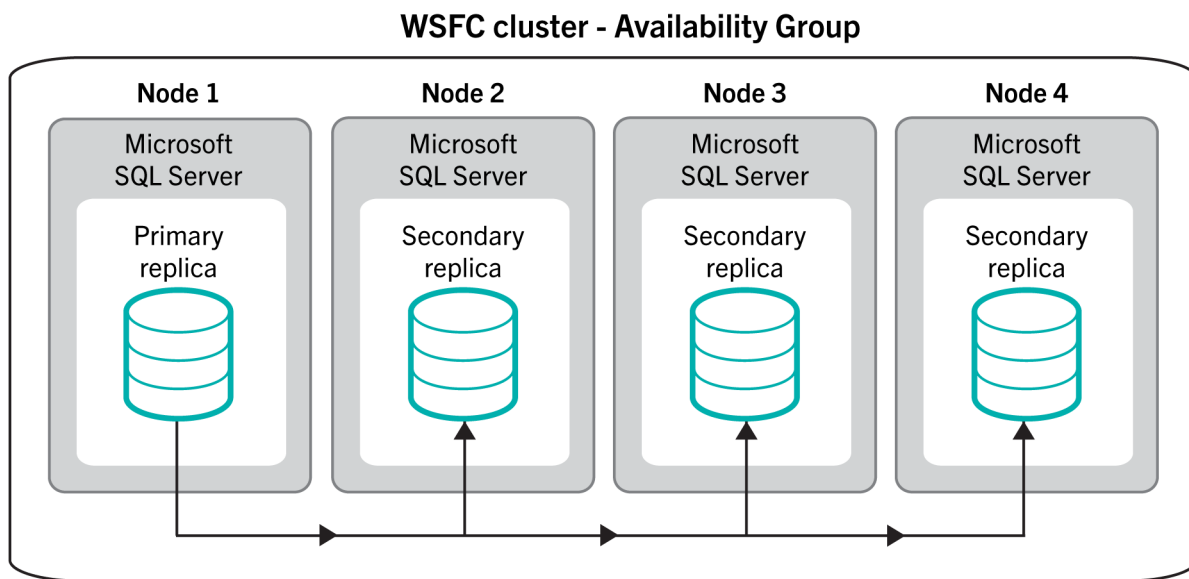 WSFC cluster - Availability Group
Node 1
Microsoft
SQL Server
Primary
replica
Node 2
Microsoft
SQL Server
Secondary
replica
Node 3
Microsoft
SQL Server
Secondary
replica
Node 4
Microsoft
SQL Server
Secondary
replica